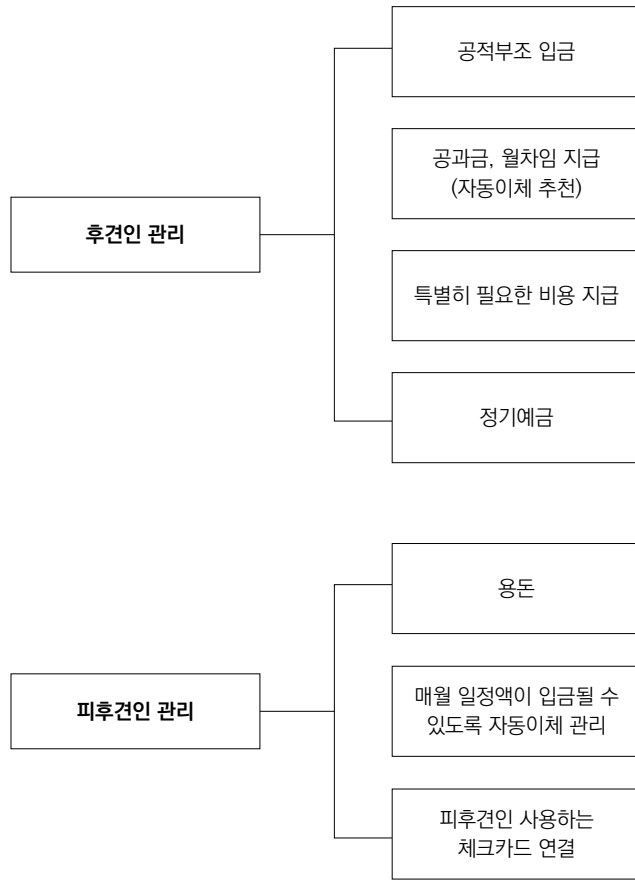 후견인 관리
공적부조 입금
공과금, 월차임 지급
(자동이체 추천)
특별히 필요한 비용 지급
정기예금
피후견인 관리
용돈
매월 일정액이 입금될 수
있도록 자동이체 관리
피후견인 사용하는
체크카드 연결